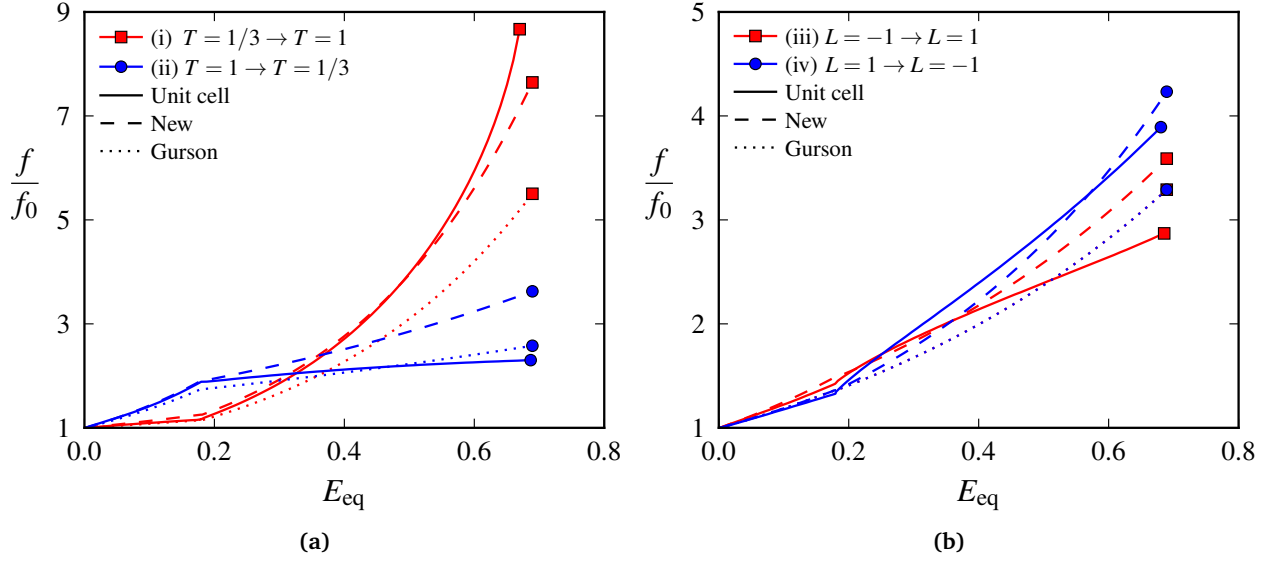 9
7
5
3
1
0.0 0.2 0.4 0.6 0.8
f
f0
Eeq
(i) T = 1/3 → T = 1
(ii) T = 1 → T = 1/3
Unit cell
New
Gurson
(a)
5
4
3
2
1
0.0 0.2 0.4 0.6 0.8
f
f0
Eeq
(iii) L = −1 → L = 1
(iv) L = 1 → L = −1
Unit cell
New
Gurson
(b)